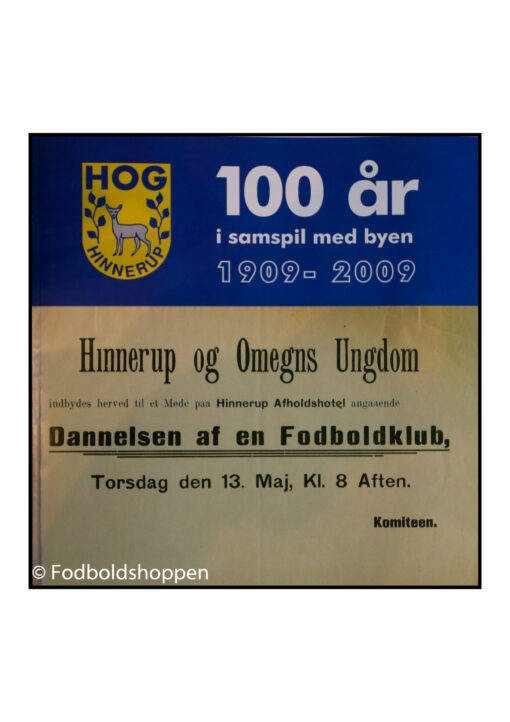 HOG
HINNERUP
100 år
i samspil med byen
1909- 2009
Hinnerup og Omegns Ungdom
indbydes herved til et Møde paa Hinnerup Afholdshotel angaaende
Dannelsen af en Fodboldklub,
Torsdag den 13. Maj, Kl. 8 Aften.
Komiteen.
© Fodboldshoppen